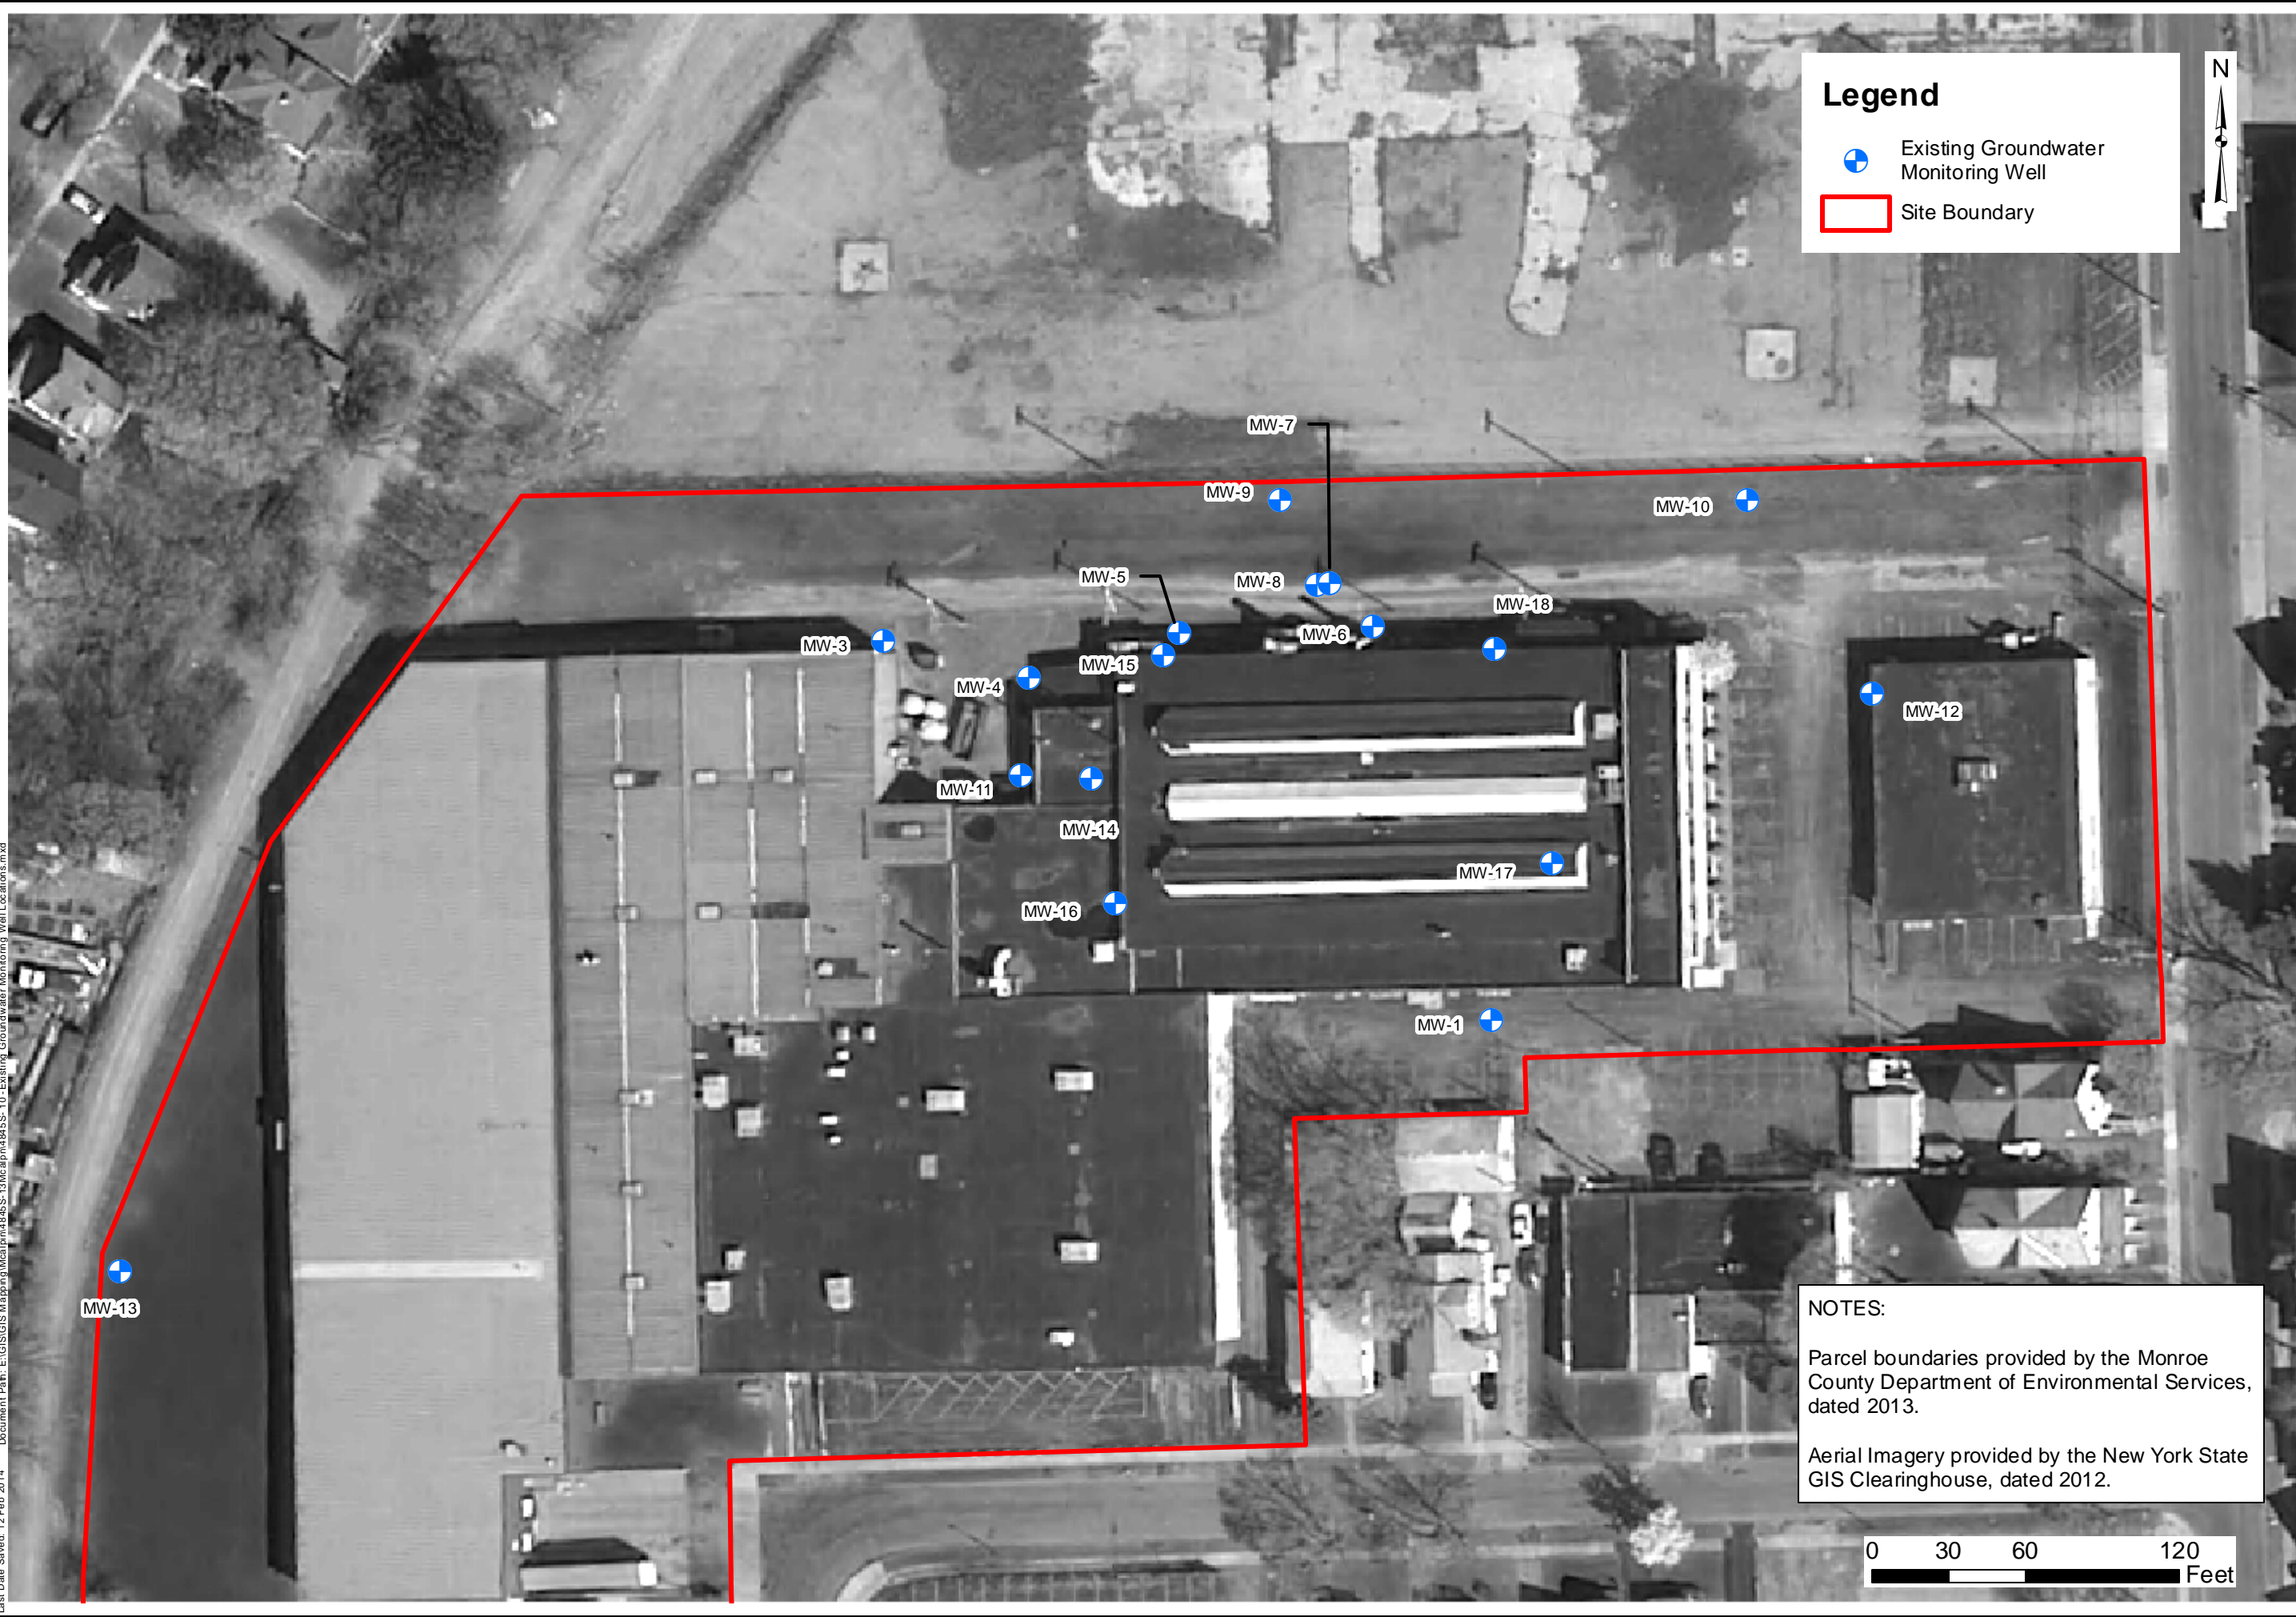 Legend
Existing Groundwater
Monitoring Well
Site Boundary
N
MW-7
MW-9
MW-10
MW-5
MW-8
MW-18
MW-3
MW-6
MW-15
MW-4
MW-12
MW-11
MW-14
MW-17
MW-16
MW-1
MW-13
NOTES:
Parcel boundaries provided by the Monroe
County Department of Environmental Services,
dated 2013.
Aerial Imagery provided by the New York State
GIS Clearinghouse, dated 2012.
0 30 60 120
Feet